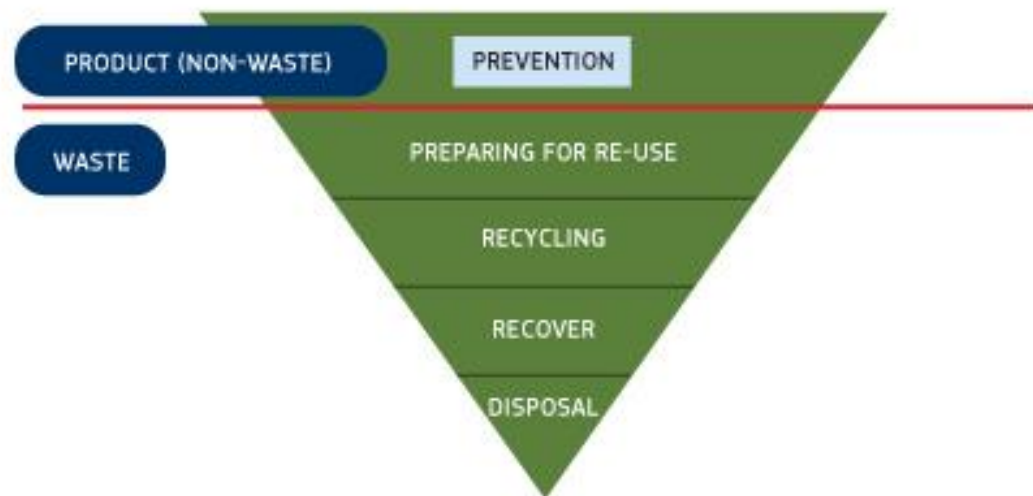 PRODUCT (NON-WASTE)
PREVENTION
WASTE
PREPARING FOR RE-USE
RECYCLING
RECOVER
DISPOSAL